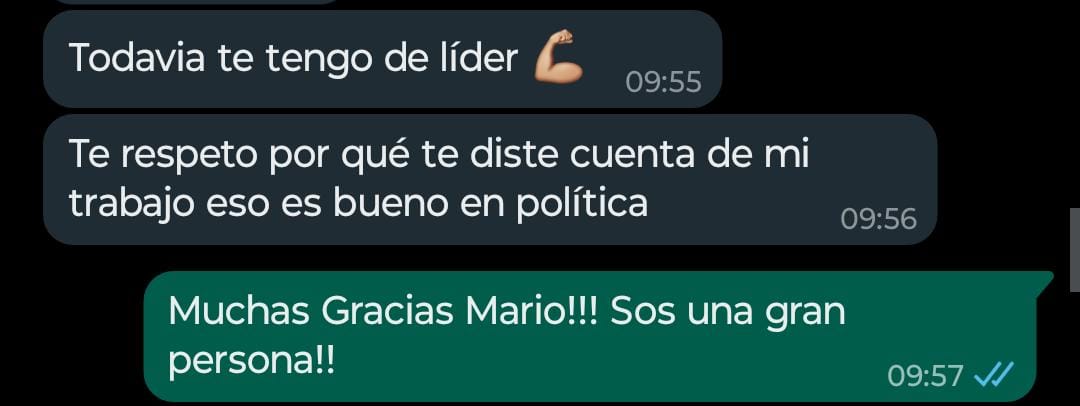 Todavia te tengo de líder 💪🏼
09:55
Te respeto por qué te diste cuenta de mi
trabajo eso es bueno en política
09:56
Muchas Gracias Mario!!! Sos una gran
persona!!
09:57